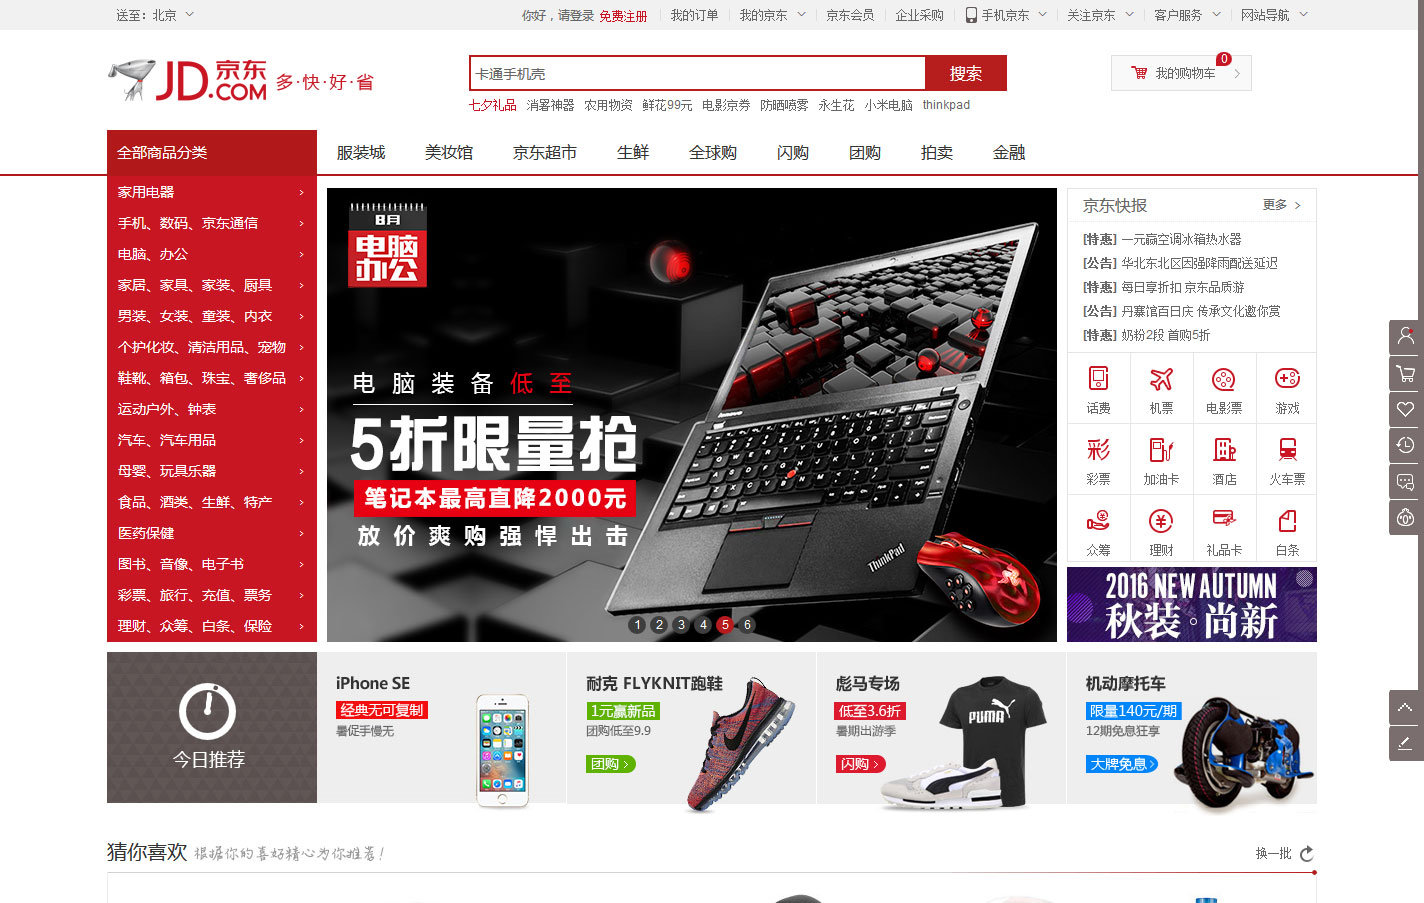 送至：北京
你好，请登录 免费注册 我的订单 我的京东 京东会员 企业采购 手机京东 关注京东 客户服务 网站导航
JD.COM 京东 多·快·好·省
卡通手机壳 搜索
我的购物车 0
七夕礼品 消署神器 农用物资 鲜花99元 电影京券 防晒喷雾 永生花 小米电脑 thinkpad
全部商品分类 服装城 美妆馆 京东超市 生鲜 全球购 闪购 团购 拍卖 金融
家用电器
手机、数码、京东通信
电脑、办公
家居、家具、家装、厨具
男装、女装、童装、内衣
个护化妆、清洁用品、宠物
鞋靴、箱包、珠宝、奢侈品
运动户外、钟表
汽车、汽车用品
母婴、玩具乐器
食品、酒类、生鲜、特产
医药保健
图书、音像、电子书
彩票、旅行、充值、票务
理财、众筹、白条、保险
8月
电脑
办公
电脑装备低至
5折限量抢
笔记本最高直降2000元
放价爽购强悍出击
lenovo
ThinkPad
1 2 3 4 5 6
京东快报 更多 >
[特惠] 一元赢空调冰箱热水器
[公告] 华北东北区因强降雨配送延迟
[特惠] 每日享折扣 京东品质游
[公告] 丹寨馆百日庆 传承文化邀你赏
[特惠] 奶粉2段 首购5折
话费 机票 电影票 游戏
彩
彩票 加油卡 酒店 火车票
众筹 理财 礼品卡 白条
2016 NEW AUTUMN
秋装。尚新
今日推荐
iPhone SE
经典无可复制
暑促手慢无
耐克 FLYKNIT跑鞋
1元赢新品
团购低至9.9
团购 >
彪马专场
低至3.6折
暑期出游季
闪购 >
PUMA
机动摩托车
限量140元/期
12期免息狂享
大牌免息 >
猜你喜欢 根据你的喜好精心为你推荐！
换一批